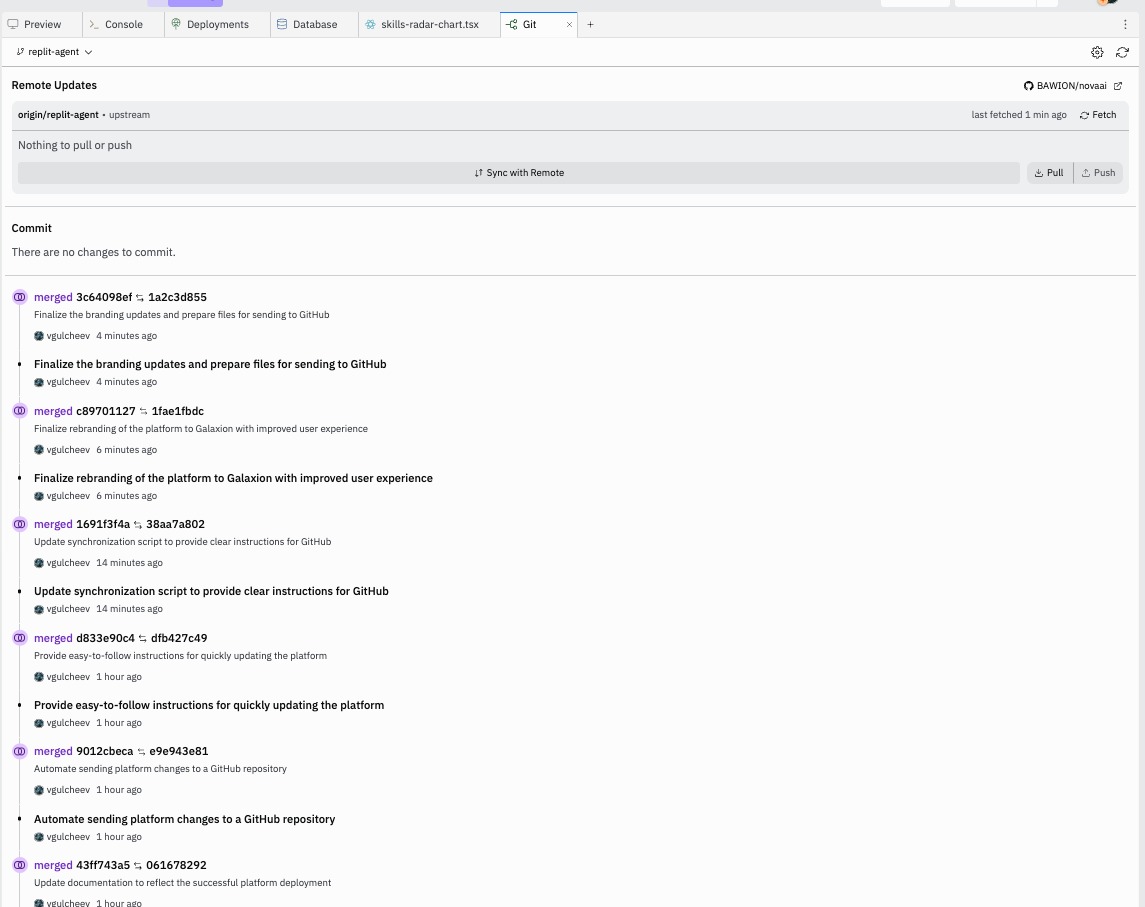 Preview
Console
Deployments
Database
skills-radar-chart.tsx
Git
replit-agent
Remote Updates
BAWION/novaai
origin/replit-agent • upstream
last fetched 1 min ago
Fetch
Nothing to pull or push
Sync with Remote
Pull
Push
Commit
There are no changes to commit.
merged 3c64098ef ⇆ 1a2c3d855
Finalize the branding updates and prepare files for sending to GitHub
vgulcheev 4 minutes ago
Finalize the branding updates and prepare files for sending to GitHub
vgulcheev 4 minutes ago
merged c89701127 ⇆ 1fae1fbdc
Finalize rebranding of the platform to Galaxion with improved user experience
vgulcheev 6 minutes ago
Finalize rebranding of the platform to Galaxion with improved user experience
vgulcheev 6 minutes ago
merged 1691f3f4a ⇆ 38aa7a802
Update synchronization script to provide clear instructions for GitHub
vgulcheev 14 minutes ago
Update synchronization script to provide clear instructions for GitHub
vgulcheev 14 minutes ago
merged d833e90c4 ⇆ dfb427c49
Provide easy-to-follow instructions for quickly updating the platform
vgulcheev 1 hour ago
Provide easy-to-follow instructions for quickly updating the platform
vgulcheev 1 hour ago
merged 9012cbeca ⇆ e9e943e81
Automate sending platform changes to a GitHub repository
vgulcheev 1 hour ago
Automate sending platform changes to a GitHub repository
vgulcheev 1 hour ago
merged 43ff743a5 ⇆ 061678292
Update documentation to reflect the successful platform deployment
vgulcheev 1 hour ago